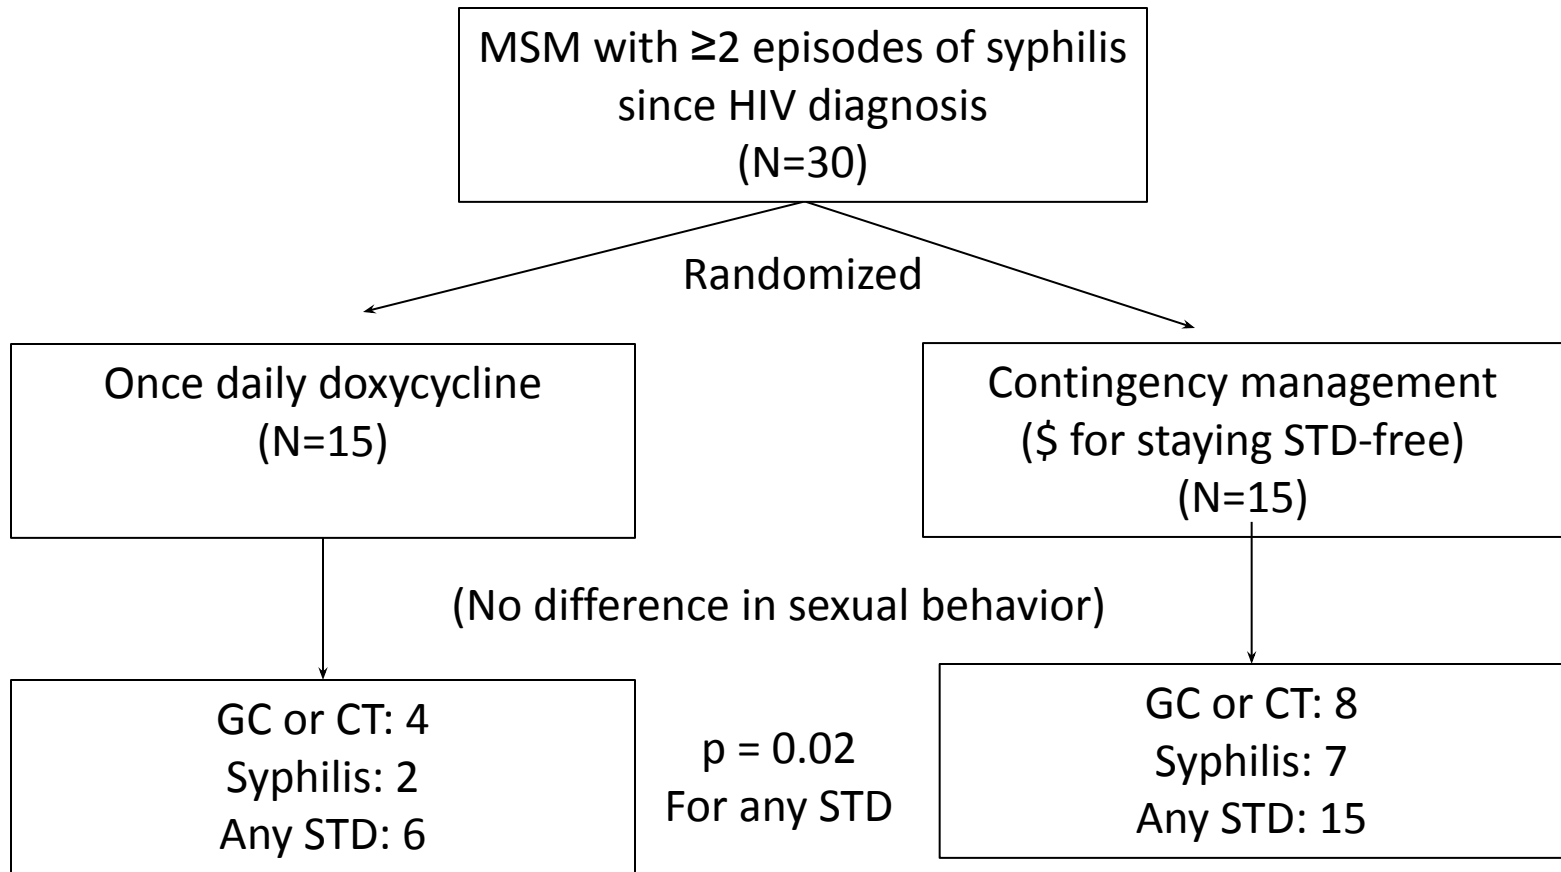 MSM with ≥2 episodes of syphilis
since HIV diagnosis
(N=30)
Randomized
Once daily doxycycline
(N=15)
Contingency management
($ for staying STD-free)
(N=15)
(No difference in sexual behavior)
GC or CT: 4
Syphilis: 2
Any STD: 6
p = 0.02
For any STD
GC or CT: 8
Syphilis: 7
Any STD: 15